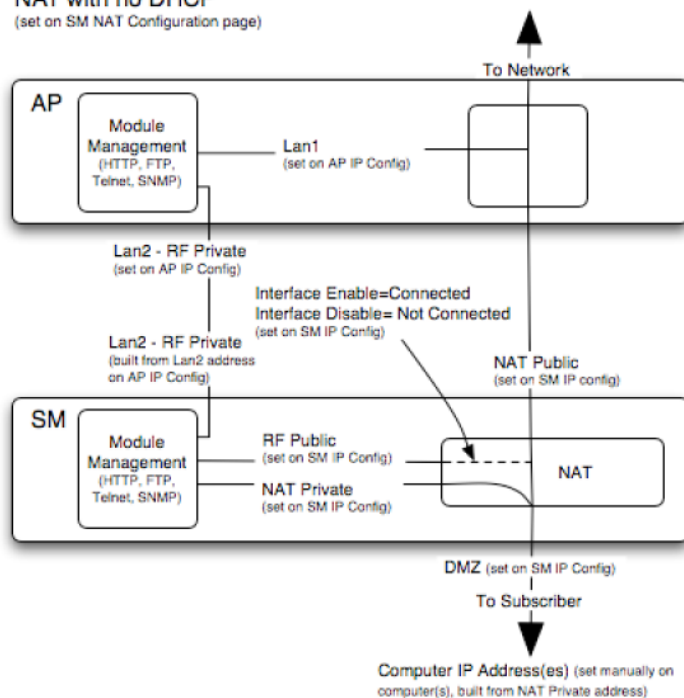 NAT with no DHCP
(set on SM NAT Configuration page)
To Network
AP
Module
Management
(HTTP, FTP,
Telnet, SNMP)
Lan1
(set on AP IP Config)
Lan2 - RF Private
(set on AP IP Config)
Interface Enable=Connected
Interface Disable= Not Connected
(set on SM IP Config)
Lan2 - RF Private
(built from Lan2 address
on AP IP Config)
NAT Public
(set on SM IP config)
SM
Module
Management
(HTTP, FTP,
Telnet, SNMP)
RF Public
(set on SM IP Config)
NAT Private
(set on SM IP Config)
NAT
DMZ (set on SM IP Config)
To Subscriber
Computer IP Address(es) (set manually on
computer(s), built from NAT Private address)